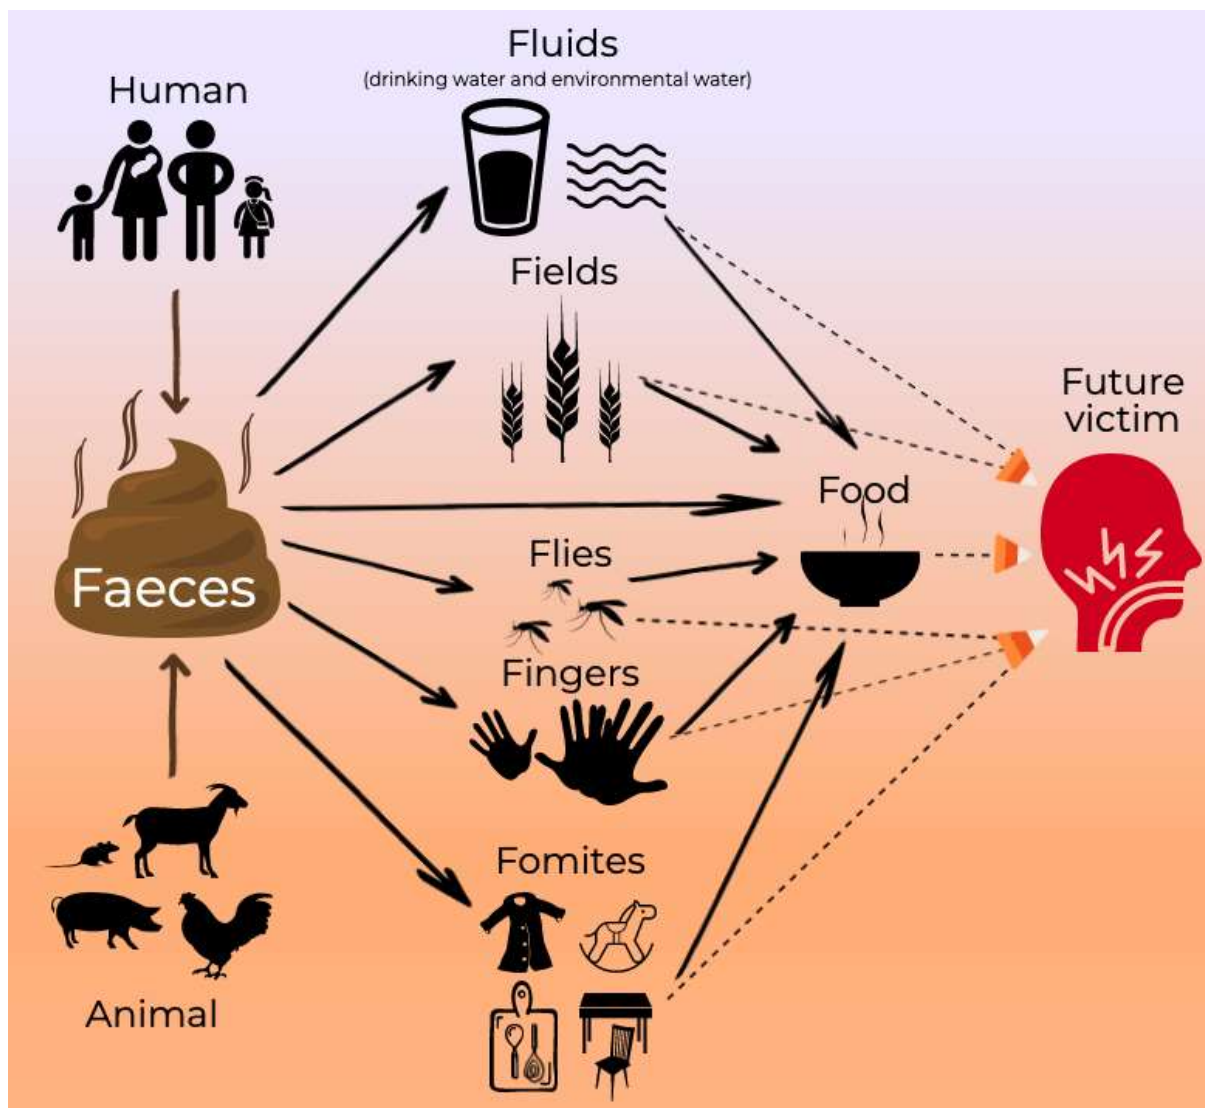 Fluids
(drinking water and environmental water)
Human
Fields
Future
victim
Food
Flies
Faeces
Fingers
Fomites
Animal